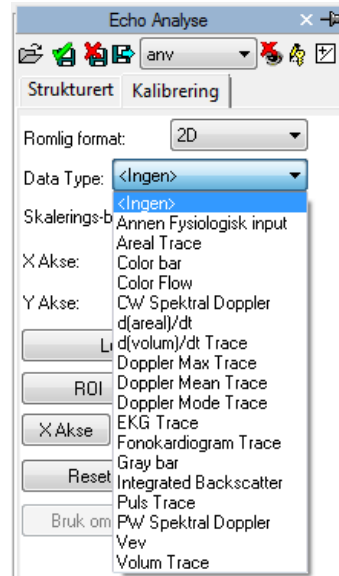 Echo Analyse
anv
Strukturert Kalibrering
Romlig format: 2D
Data Type: <Ingen>
<Ingen>
Skalerings-b
Annen Fysiologisk input
Areal Trace
X Akse:
Color bar
Color Flow
Y Akse:
CW Spektral Doppler
d(areal)/dt
d(volum)/dt Trace
Doppler Max Trace
ROI
Doppler Mean Trace
Doppler Mode Trace
X Akse
EKG Trace
Fonokardiogram Trace
Gray bar
Reset
Integrated Backscatter
Puls Trace
Bruk om
PW Spektral Doppler
Vev
Volum Trace